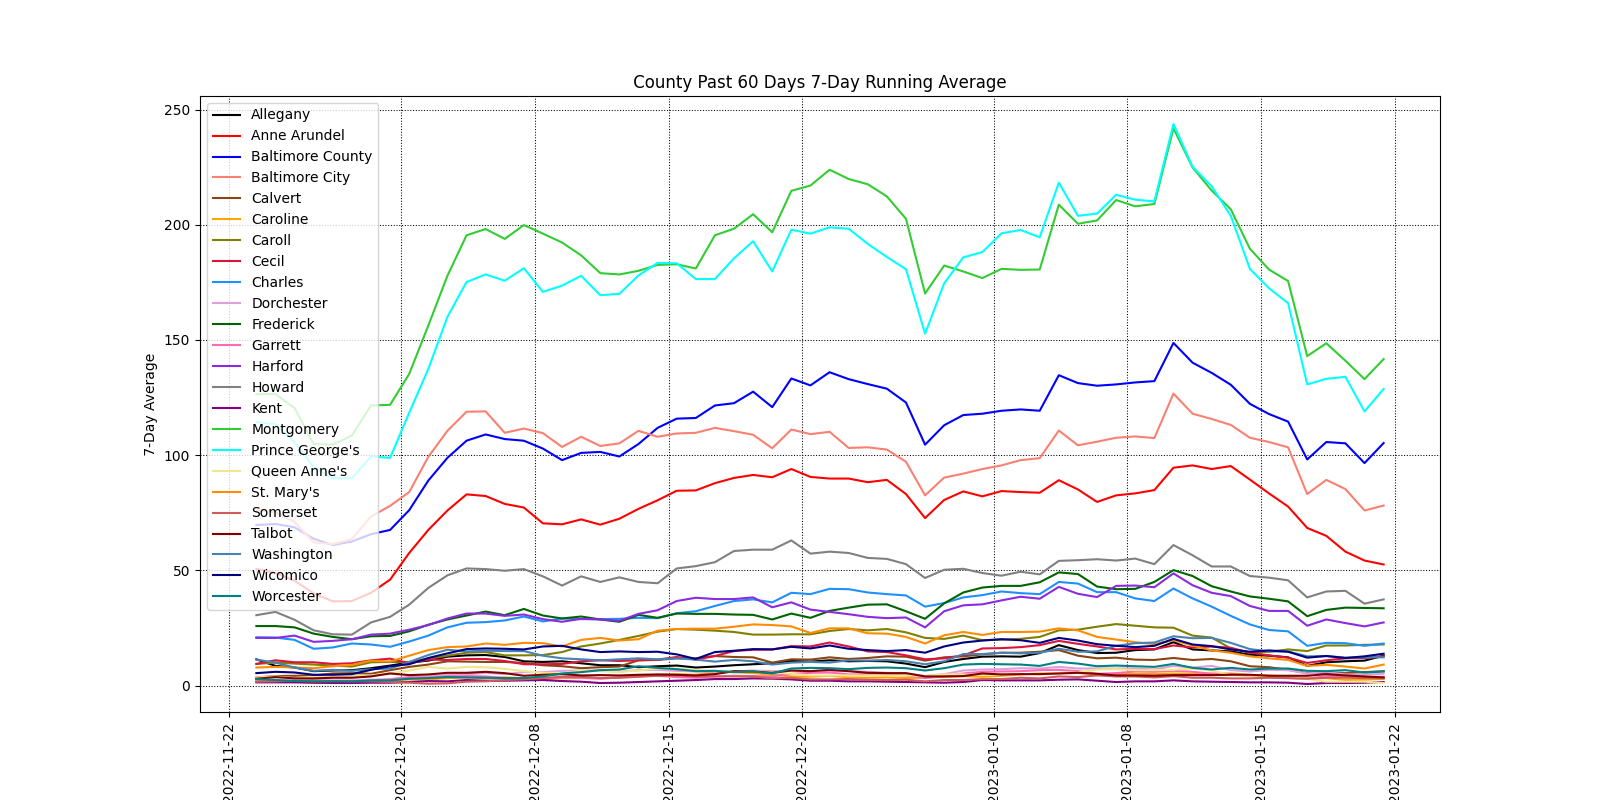 County Past 60 Days 7-Day Running Average
7-Day Average
250
200
150
100
50
0
Allegany
Anne Arundel
Baltimore County
Baltimore City
Calvert
Caroline
Caroll
Cecil
Charles
Dorchester
Frederick
Garrett
Harford
Howard
Kent
Montgomery
Prince George's
Queen Anne's
St. Mary's
Somerset
Talbot
Washington
Wicomico
Worcester
2022-11-22
2022-12-01
2022-12-08
2022-12-15
2022-12-22
2023-01-01
2023-01-08
2023-01-15
2023-01-22